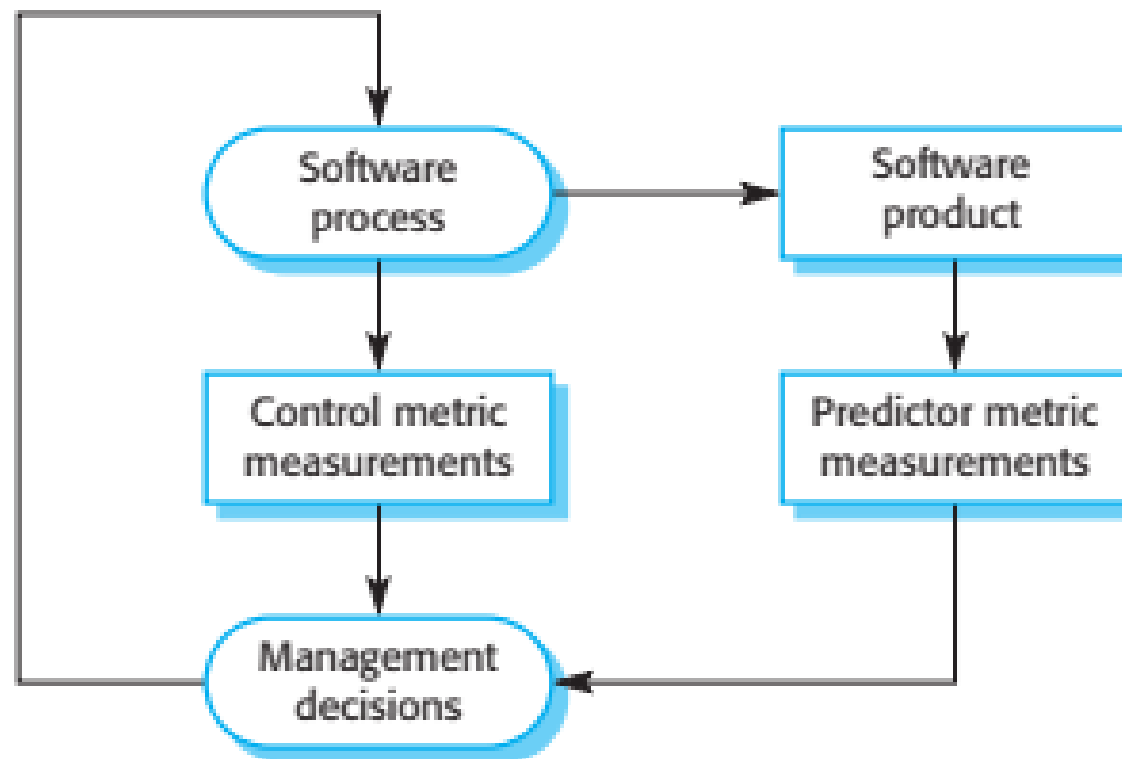 Software
process
Software
product
Control metric
measurements
Predictor metric
measurements
Management
decisions